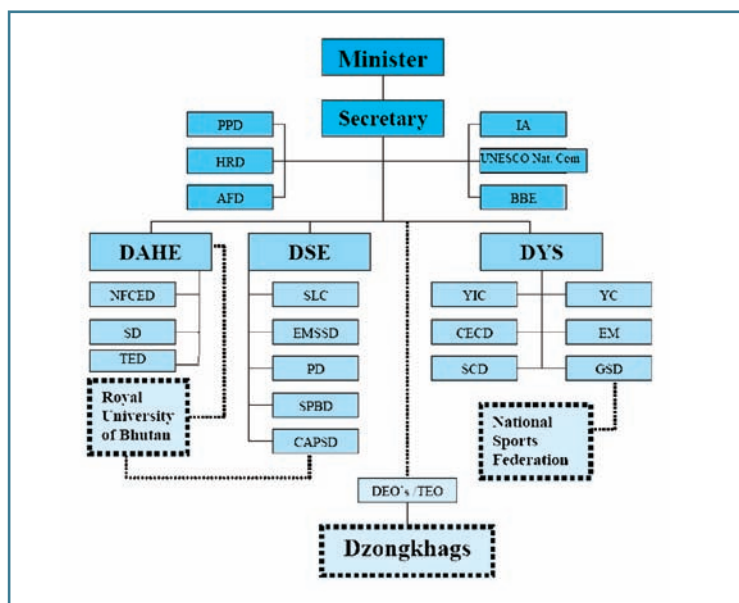 Minister
Secretary
PPD
IA
HRD
UNESCO Nat. Com
AFD
BBE
DAHE
DSE
DYS
NFCED
SLC
YIC
YC
SD
EMSSD
CECD
EM
TED
PD
SCD
GSD
Royal
University
of Bhutan
SPBD
CAPSD
National
Sports
Federation
DEO's /TEO
Dzongkhags